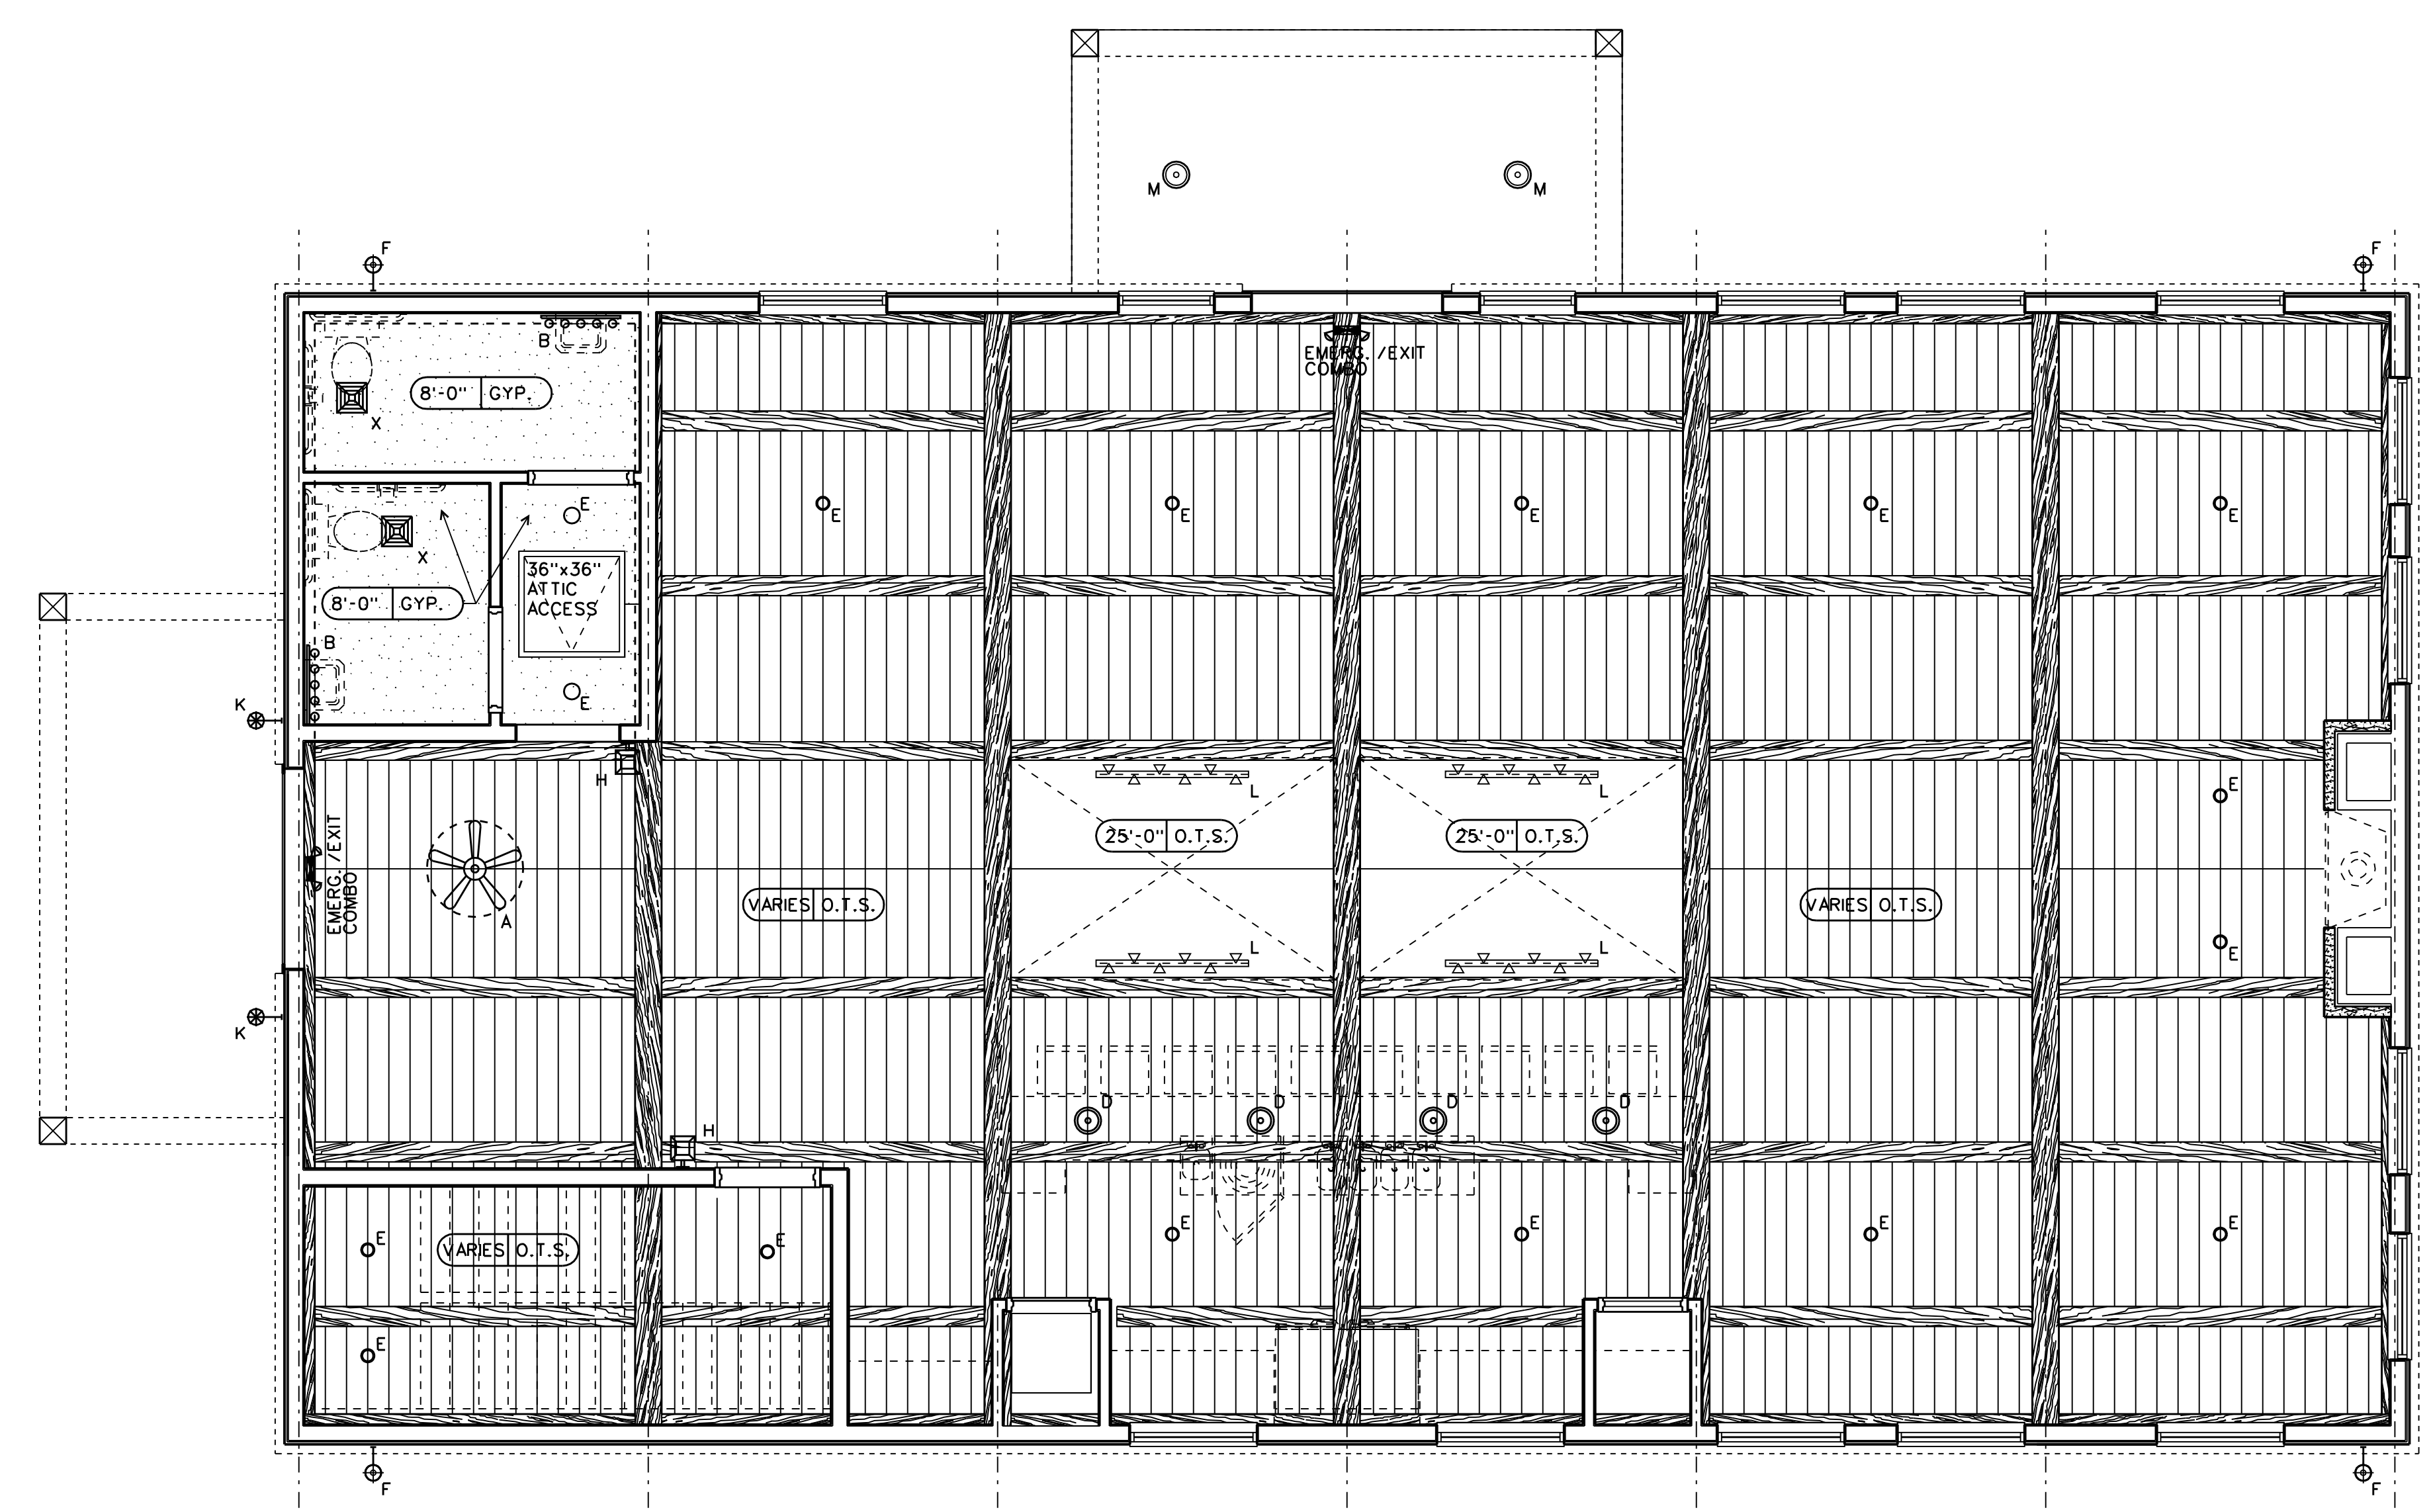 M
M
F
F
B
EMERG. /EXIT
COMBO
8'-0" GYP.
X
E
E
E
E
E
E
X
36"x36"
ATTIC
ACCESS
8'-0" GYP.
B
E
K
H
L
L
E
EMERG. /EXIT
COMBO
25'-0" O.T.S.
25'-0" O.T.S.
A
VARIES O.T.S.
VARIES O.T.S.
L
L
E
K
D
D
D
D
H
E
VARIES O.T.S.
E
E
E
E
E
E
F
F